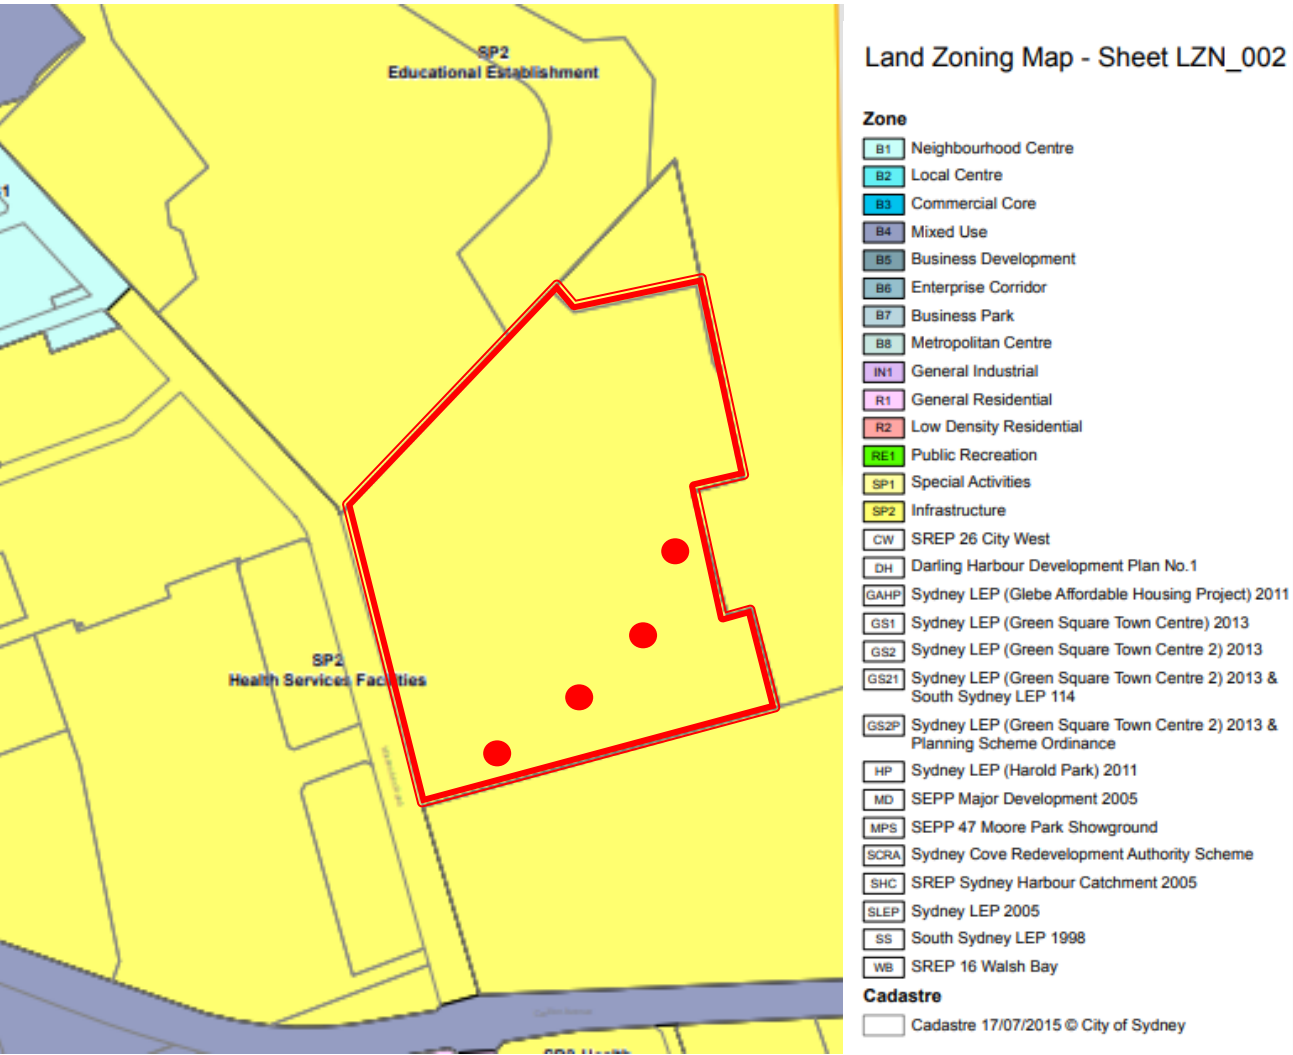 SP2
Educational Establishment
1
SP2
Health Services Facilities
SP2 Health
Land Zoning Map - Sheet LZN_002
Zone
B1 Neighbourhood Centre
B2 Local Centre
B3 Commercial Core
B4 Mixed Use
B5 Business Development
B6 Enterprise Corridor
B7 Business Park
B8 Metropolitan Centre
IN1 General Industrial
R1 General Residential
R2 Low Density Residential
RE1 Public Recreation
SP1 Special Activities
SP2 Infrastructure
CW SREP 26 City West
DH Darling Harbour Development Plan No.1
GAHP Sydney LEP (Glebe Affordable Housing Project) 2011
GS1 Sydney LEP (Green Square Town Centre) 2013
GS2 Sydney LEP (Green Square Town Centre 2) 2013
GS21 Sydney LEP (Green Square Town Centre 2) 2013 &
South Sydney LEP 114
GS2P Sydney LEP (Green Square Town Centre 2) 2013 &
Planning Scheme Ordinance
HP Sydney LEP (Harold Park) 2011
MD SEPP Major Development 2005
MPS SEPP 47 Moore Park Showground
SCRA Sydney Cove Redevelopment Authority Scheme
SHC SREP Sydney Harbour Catchment 2005
SLEP Sydney LEP 2005
SS South Sydney LEP 1998
WB SREP 16 Walsh Bay
Cadastre
Cadastre 17/07/2015 © City of Sydney